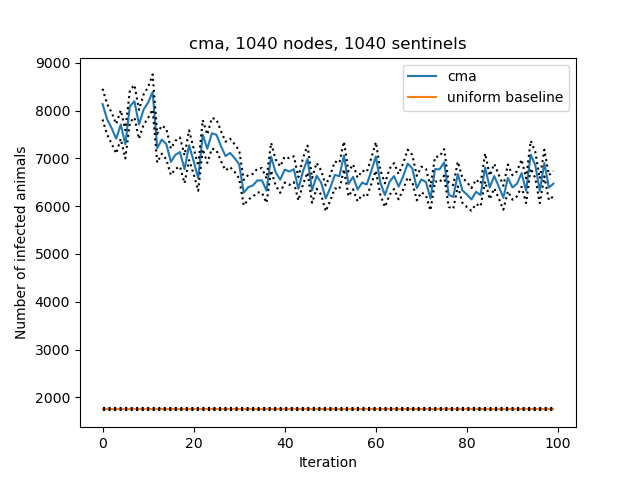 cma, 1040 nodes, 1040 sentinels
cma
uniform baseline
Number of infected animals
9000
8000
7000
6000
5000
4000
3000
2000
0 20 40 60 80 100
Iteration